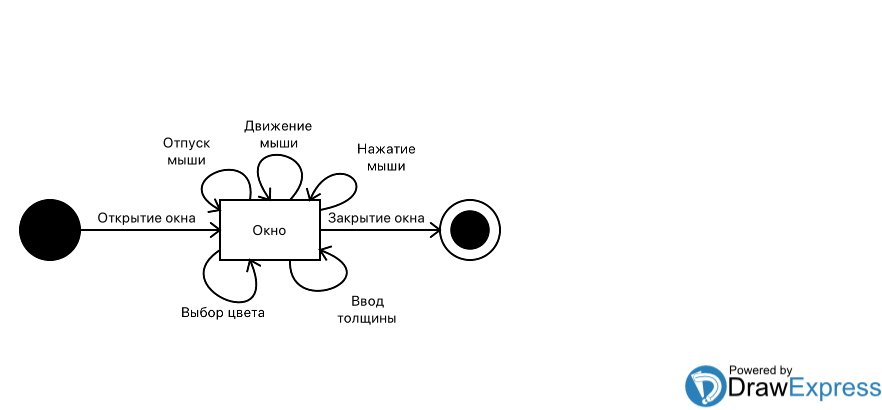 Движение
мыши
Отпуск
мыши
Нажатие
мыши
Открытие окна
Окно
Закрытие окна
Выбор цвета
Ввод
толщины
Powered by
DrawExpress